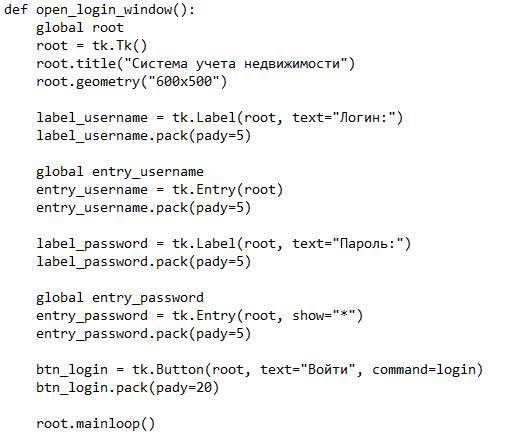 def open_login_window():
    global root
    root = tk.Tk()
    root.title("Система учета недвижимости")
    root.geometry("600x500")

    label_username = tk.Label(root, text="Логин:")
    label_username.pack(pady=5)

    global entry_username
    entry_username = tk.Entry(root)
    entry_username.pack(pady=5)

    label_password = tk.Label(root, text="Пароль:")
    label_password.pack(pady=5)

    global entry_password
    entry_password = tk.Entry(root, show="*")
    entry_password.pack(pady=5)

    btn_login = tk.Button(root, text="Войти", command=login)
    btn_login.pack(pady=20)

    root.mainloop()